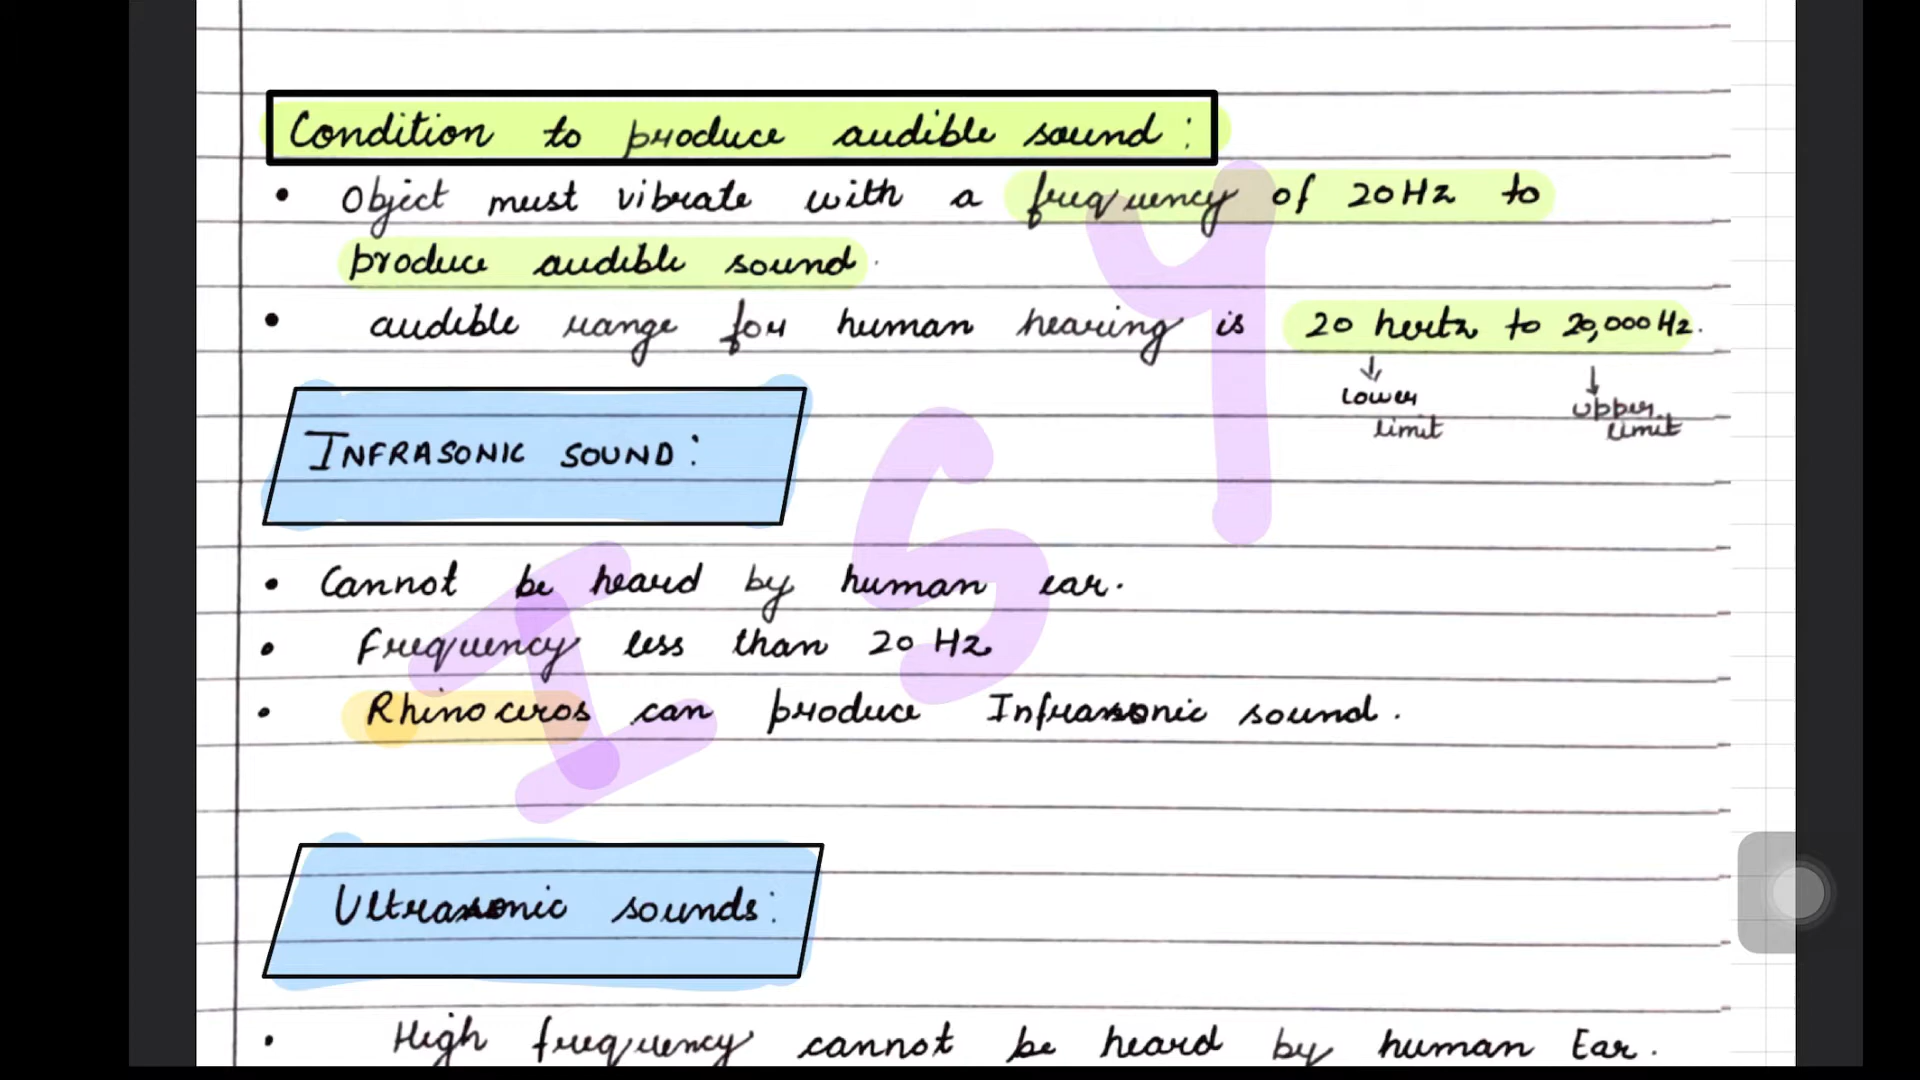 Condition to produce audible sound:
• Object must vibrate with a frequency of 20Hz to
produce audible sound.
• audible range for human hearing is 20 hertz to 20,000 Hz.
↓ ↓
lower upper
limit limit
INFRASONIC SOUND:
• Cannot be heard by human ear.
• Frequency less than 20 Hz.
• Rhinoceros can produce Infrasonic sound.
Ultrasonic sounds:
• High frequency cannot be heard by human Ear.
IS9